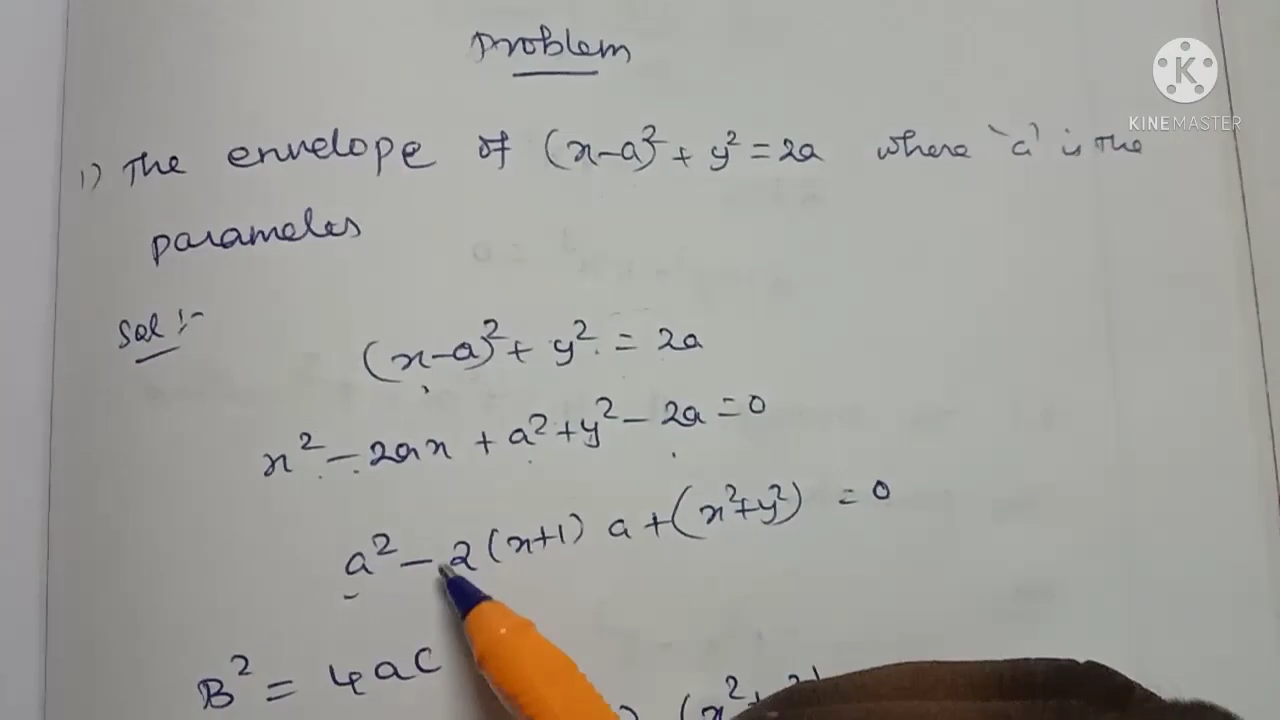 Problem
K
KINEMASTER
1) The envelope of (x-a)² + y² = 2a where 'a' is the
parameter
Sol :-
(x-a)² + y² = 2a
x² - 2ax + a² + y² - 2a = 0
a² - 2(x+1) a + (x²+y²) = 0
B² = 4ac
(x²+